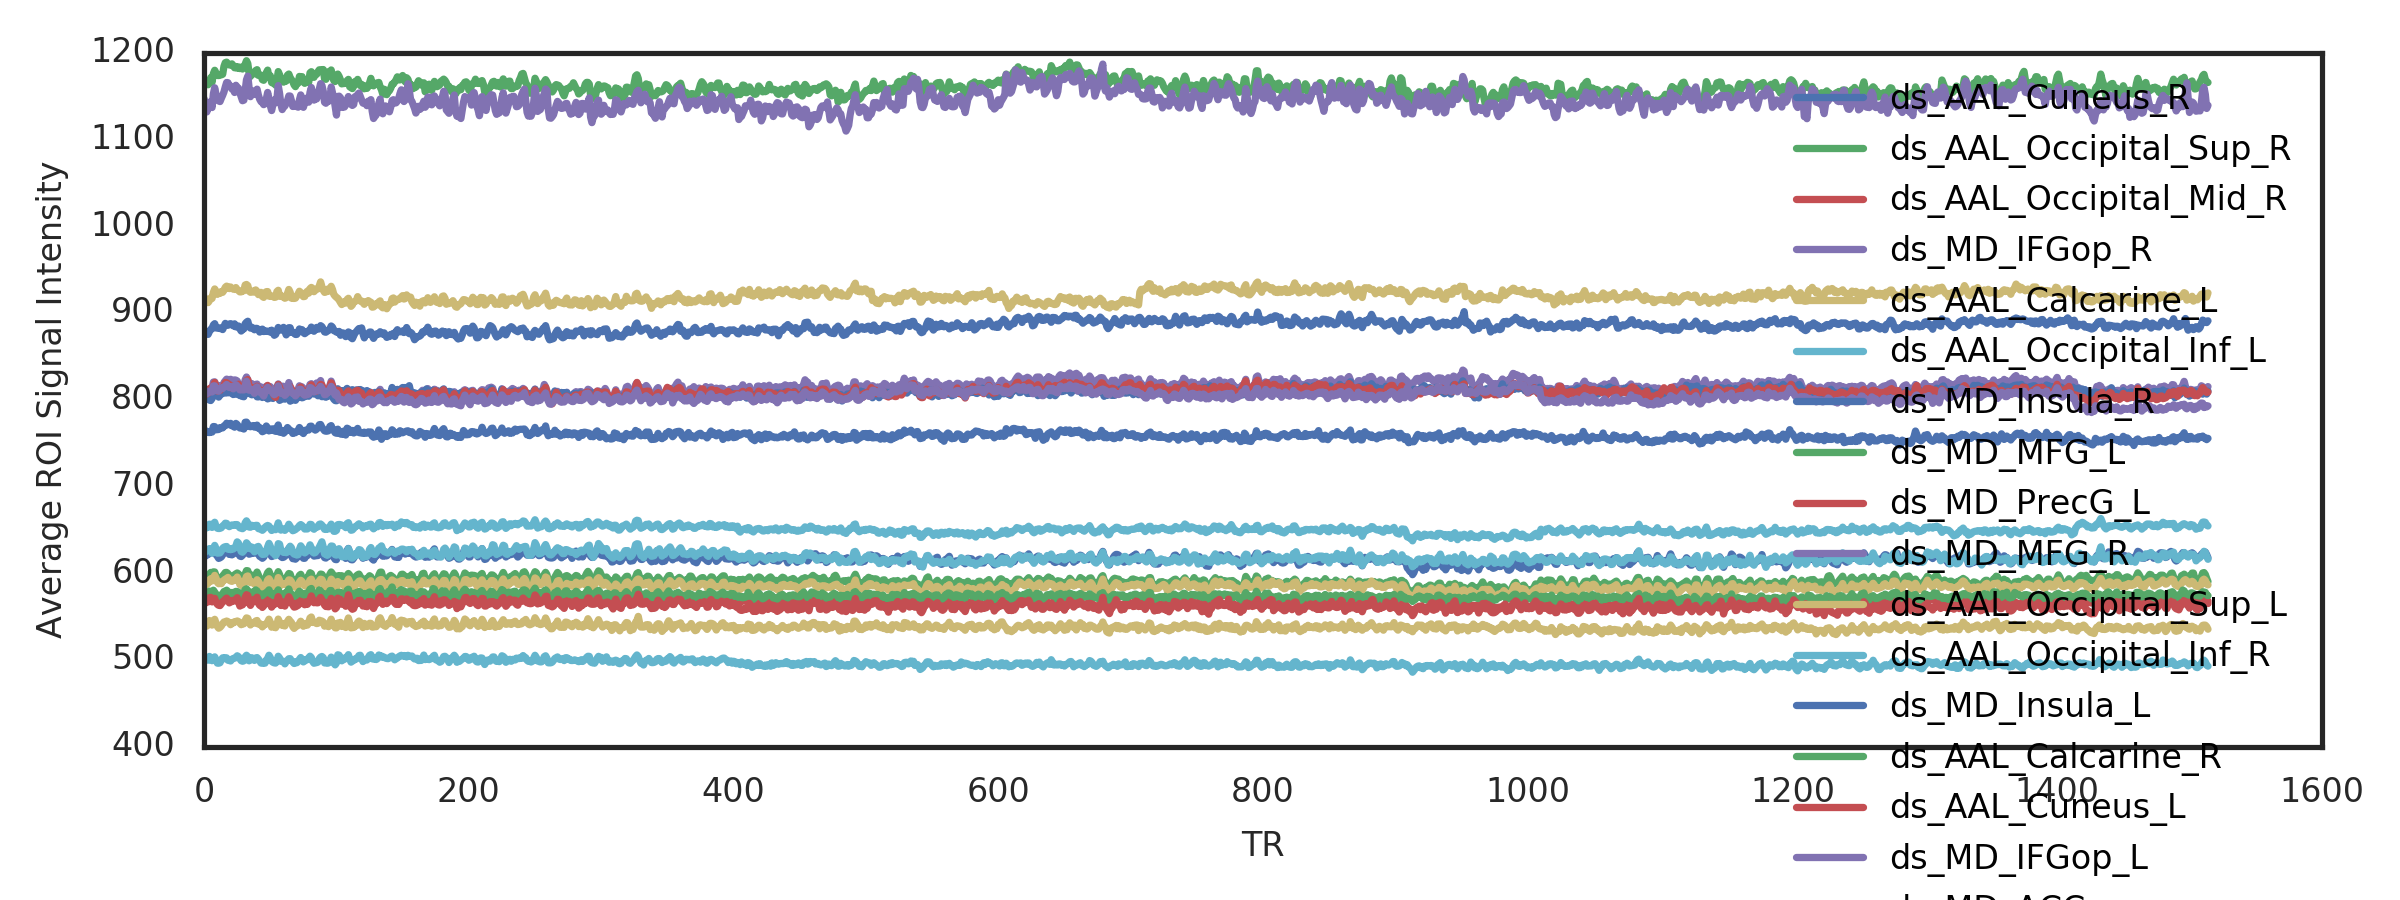 1200
1100
1000
900
800
700
600
500
400
Average ROI Signal Intensity
0 200 400 600 800 1000 1200 1400 1600
TR
ds_AAL_Cuneus_R
ds_AAL_Occipital_Sup_R
ds_AAL_Occipital_Mid_R
ds_MD_IFGop_R
ds_AAL_Calcarine_L
ds_AAL_Occipital_Inf_L
ds_MD_Insula_R
ds_MD_MFG_L
ds_MD_PrecG_L
ds_MD_MFG_R
ds_AAL_Occipital_Sup_L
ds_AAL_Occipital_Inf_R
ds_MD_Insula_L
ds_AAL_Calcarine_R
ds_AAL_Cuneus_L
ds_MD_IFGop_L